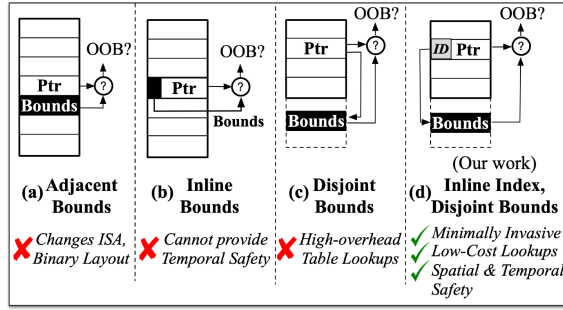 OOB?
Ptr
?
Bounds
(a) Adjacent
Bounds
Changes ISA,
Binary Layout
OOB?
Ptr
?
Bounds
(b) Inline
Bounds
Cannot provide
Temporal Safety
OOB?
Ptr
?
Bounds
(c) Disjoint
Bounds
High-overhead
Table Lookups
OOB?
ID Ptr
?
Bounds
(Our work)
(d) Inline Index,
Disjoint Bounds
Minimally Invasive
Low-Cost Lookups
Spatial & Temporal
Safety